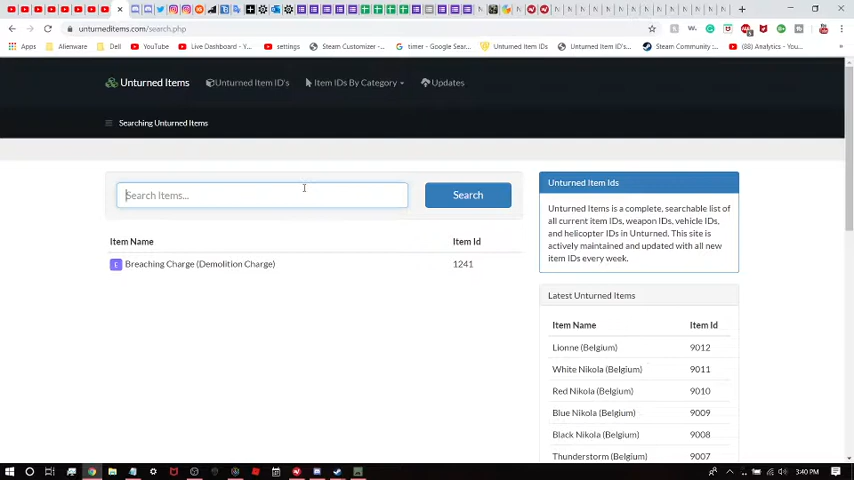 unturneditems.com/search.php
Apps
Alienware
YouTube
Live Dashboard - Y...
settings
Steam Customizer -...
timer - Google Sear...
Unturned Item IDs
Unturned Item ID's...
Steam Community :...
(88) Analytics - You...
Unturned Items
Unturned Item ID's
Item IDs By Category
Updates
Searching Unturned Items
Search Items...
Search
Item Name Item Id
E Breaching Charge (Demolition Charge) 1241
Unturned Item Ids
Unturned Items is a complete, searchable list
of all current item IDs, weapon IDs, vehicle IDs,
and helicopter IDs in Unturned. This site is
actively maintained and updated with all new
item IDs every week.
Latest Unturned Items
Item Name Item Id
Lionne (Belgium) 9012
White Nikola (Belgium) 9011
Red Nikola (Belgium) 9010
Blue Nikola (Belgium) 9009
Black Nikola (Belgium) 9008
Thunderstorm (Belgium) 9007
3:40 PM